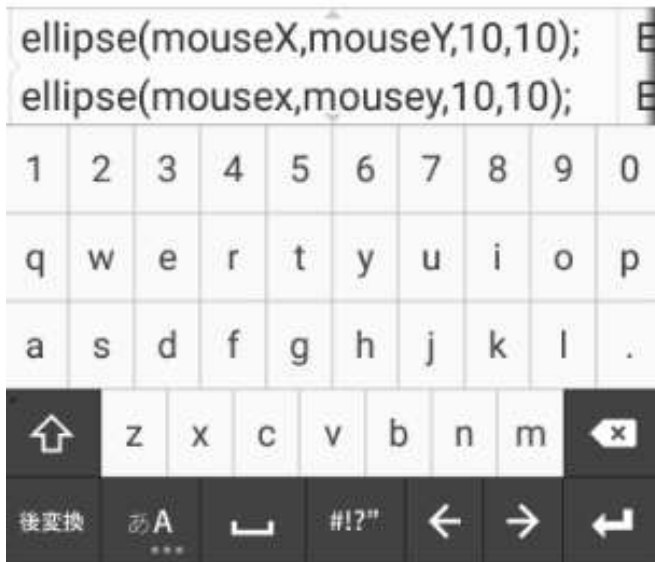 ellipse(mouseX,mouseY,10,10); E
ellipse(mousex,mousey,10,10); E
1 2 3 4 5 6 7 8 9 0
q w e r t y u i o p
a s d f g h j k l .
z x c v b n m
後変換 あA #!?"